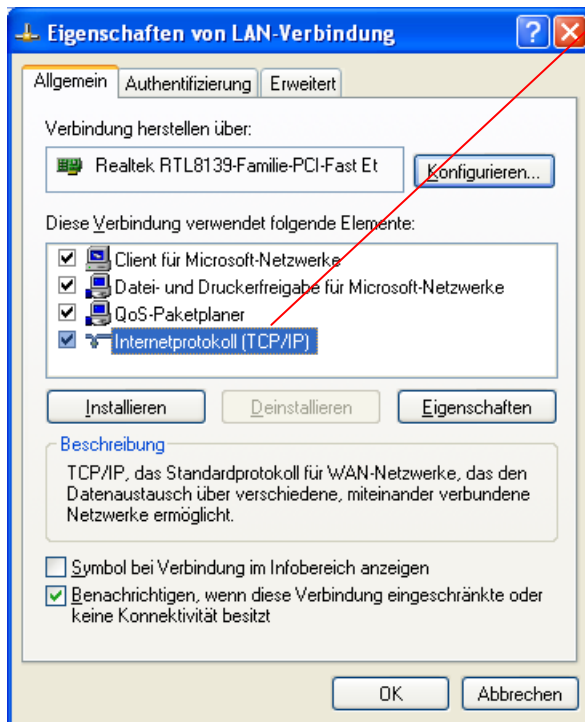 Eigenschaften von LAN-Verbindung
Allgemein Authentifizierung Erweitert
Verbindung herstellen über:
Realtek RTL8139-Familie-PCI-Fast Et
Konfigurieren...
Diese Verbindung verwendet folgende Elemente:
Client für Microsoft-Netzwerke
Datei- und Druckerfreigabe für Microsoft-Netzwerke
QoS-Paketplaner
Internetprotokoll (TCP/IP)
Installieren Deinstallieren Eigenschaften
Beschreibung
TCP/IP, das Standardprotokoll für WAN-Netzwerke, das den
Datenaustausch über verschiedene, miteinander verbundene
Netzwerke ermöglicht.
Symbol bei Verbindung im Infobereich anzeigen
Benachrichtigen, wenn diese Verbindung eingeschränkte oder
keine Konnektivität besitzt
OK Abbrechen